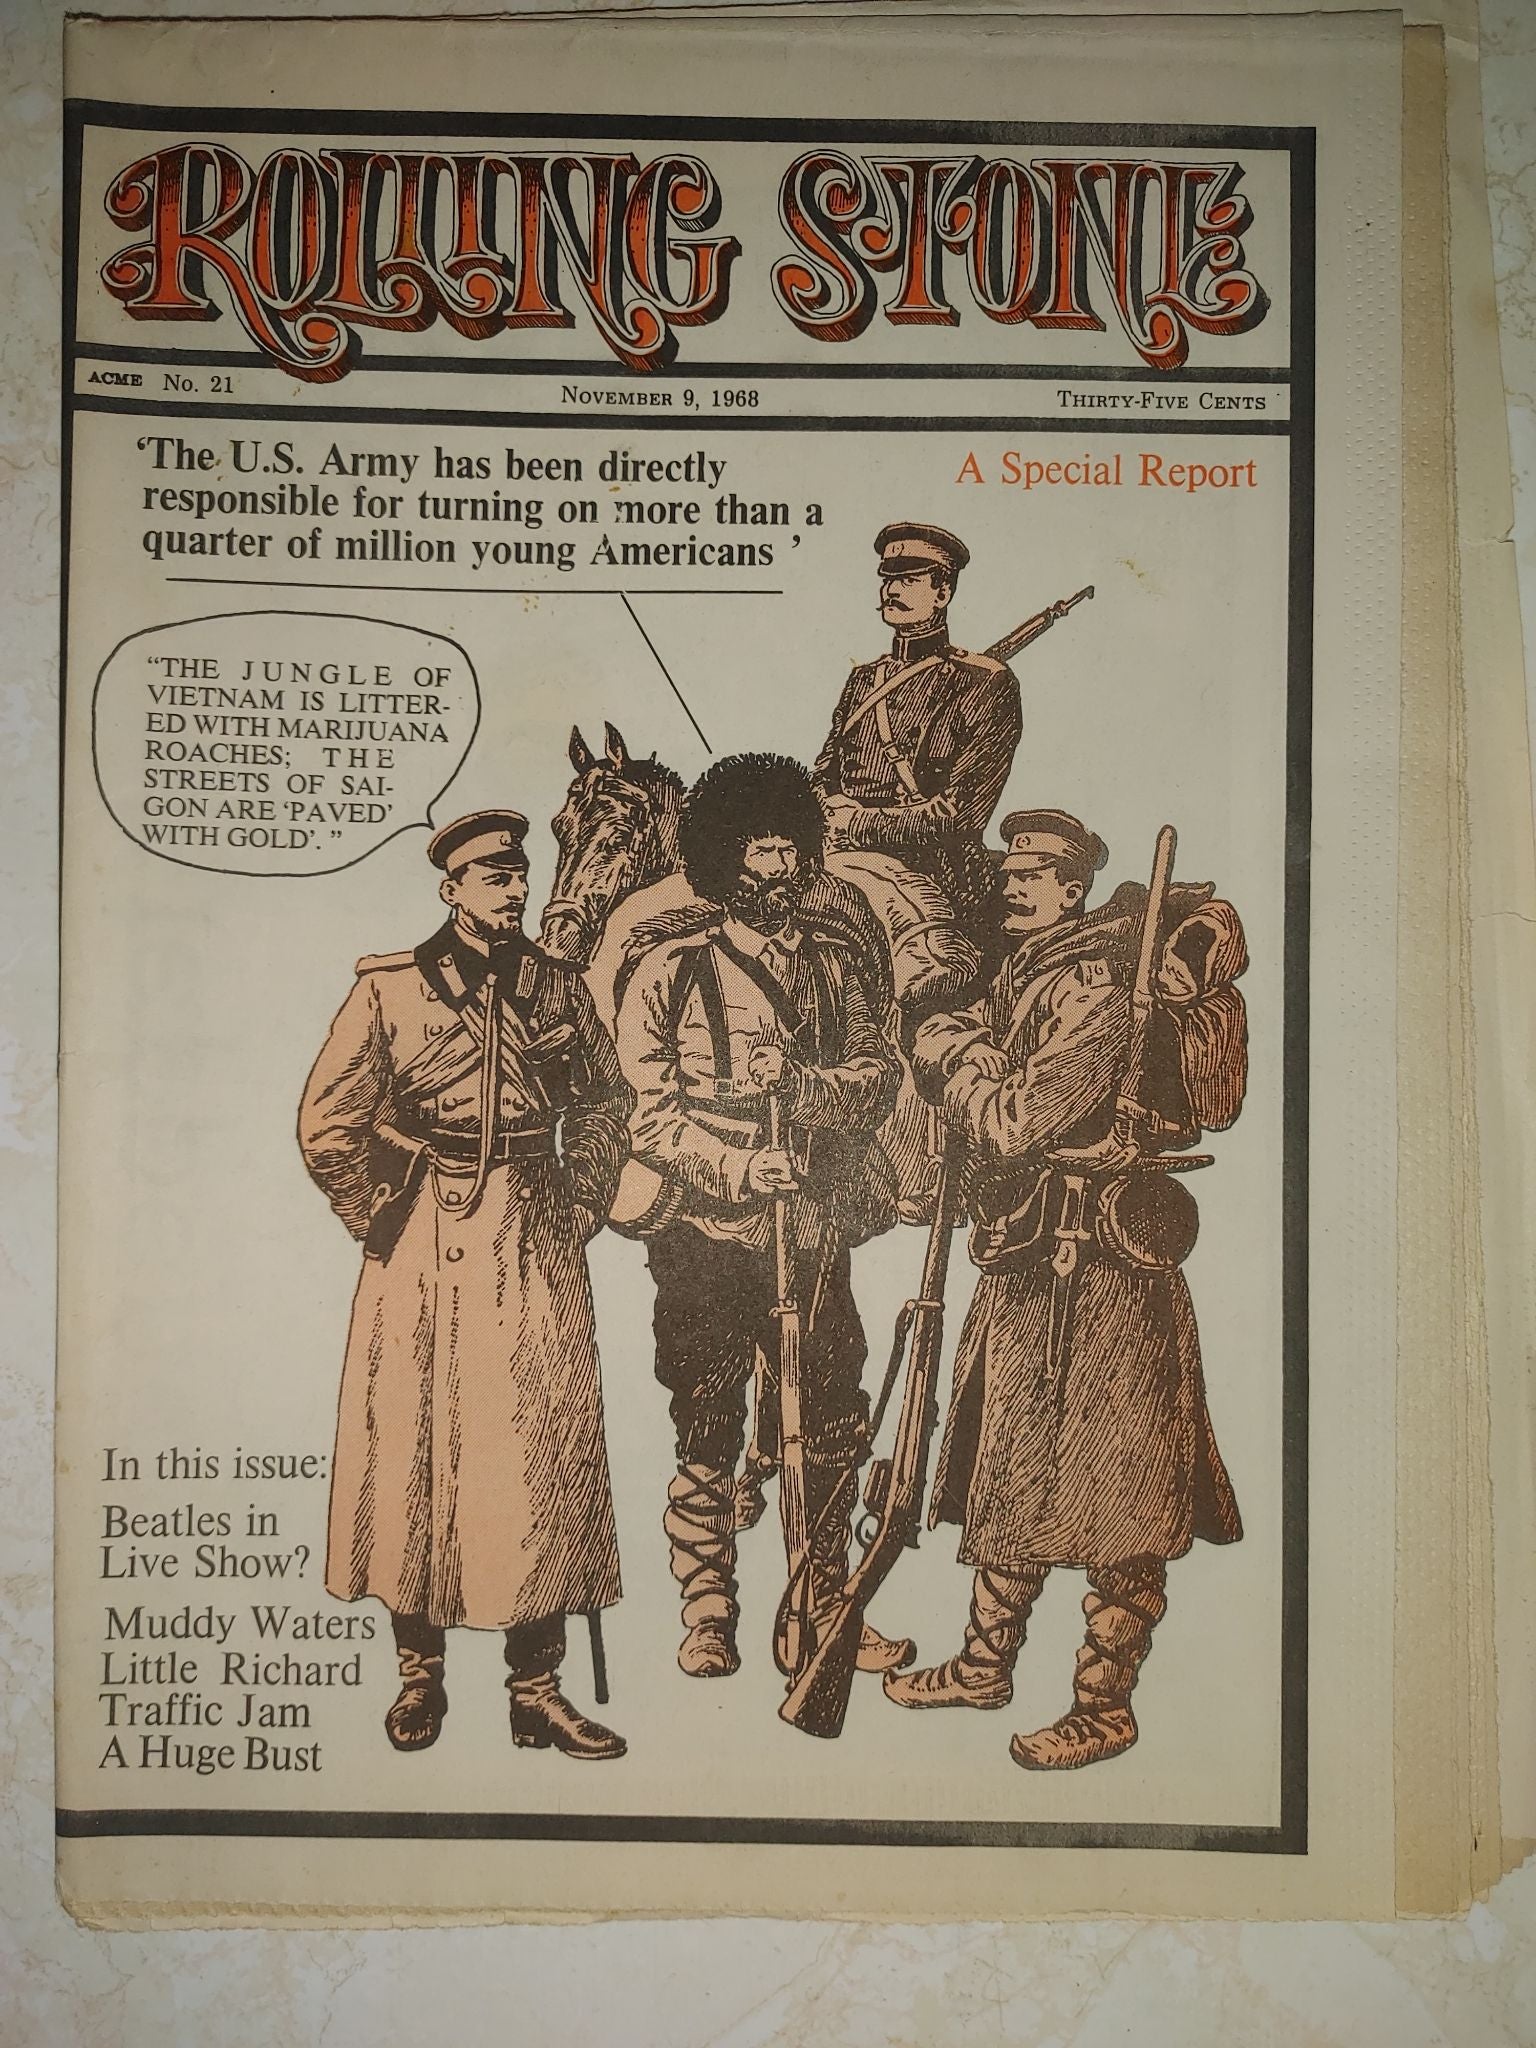 ROLLING STONE
ACME No. 21 November 9, 1968 Thirty-Five Cents
‘The U.S. Army has been directly
responsible for turning on more than a
quarter of million young Americans ’
A Special Report
“THE JUNGLE OF
VIETNAM IS LITTER-
ED WITH MARIJUANA
ROACHES; THE
STREETS OF SAI-
GON ARE ‘PAVED’
WITH GOLD’.”
In this issue:
Beatles in
Live Show?
Muddy Waters
Little Richard
Traffic Jam
A Huge Bust